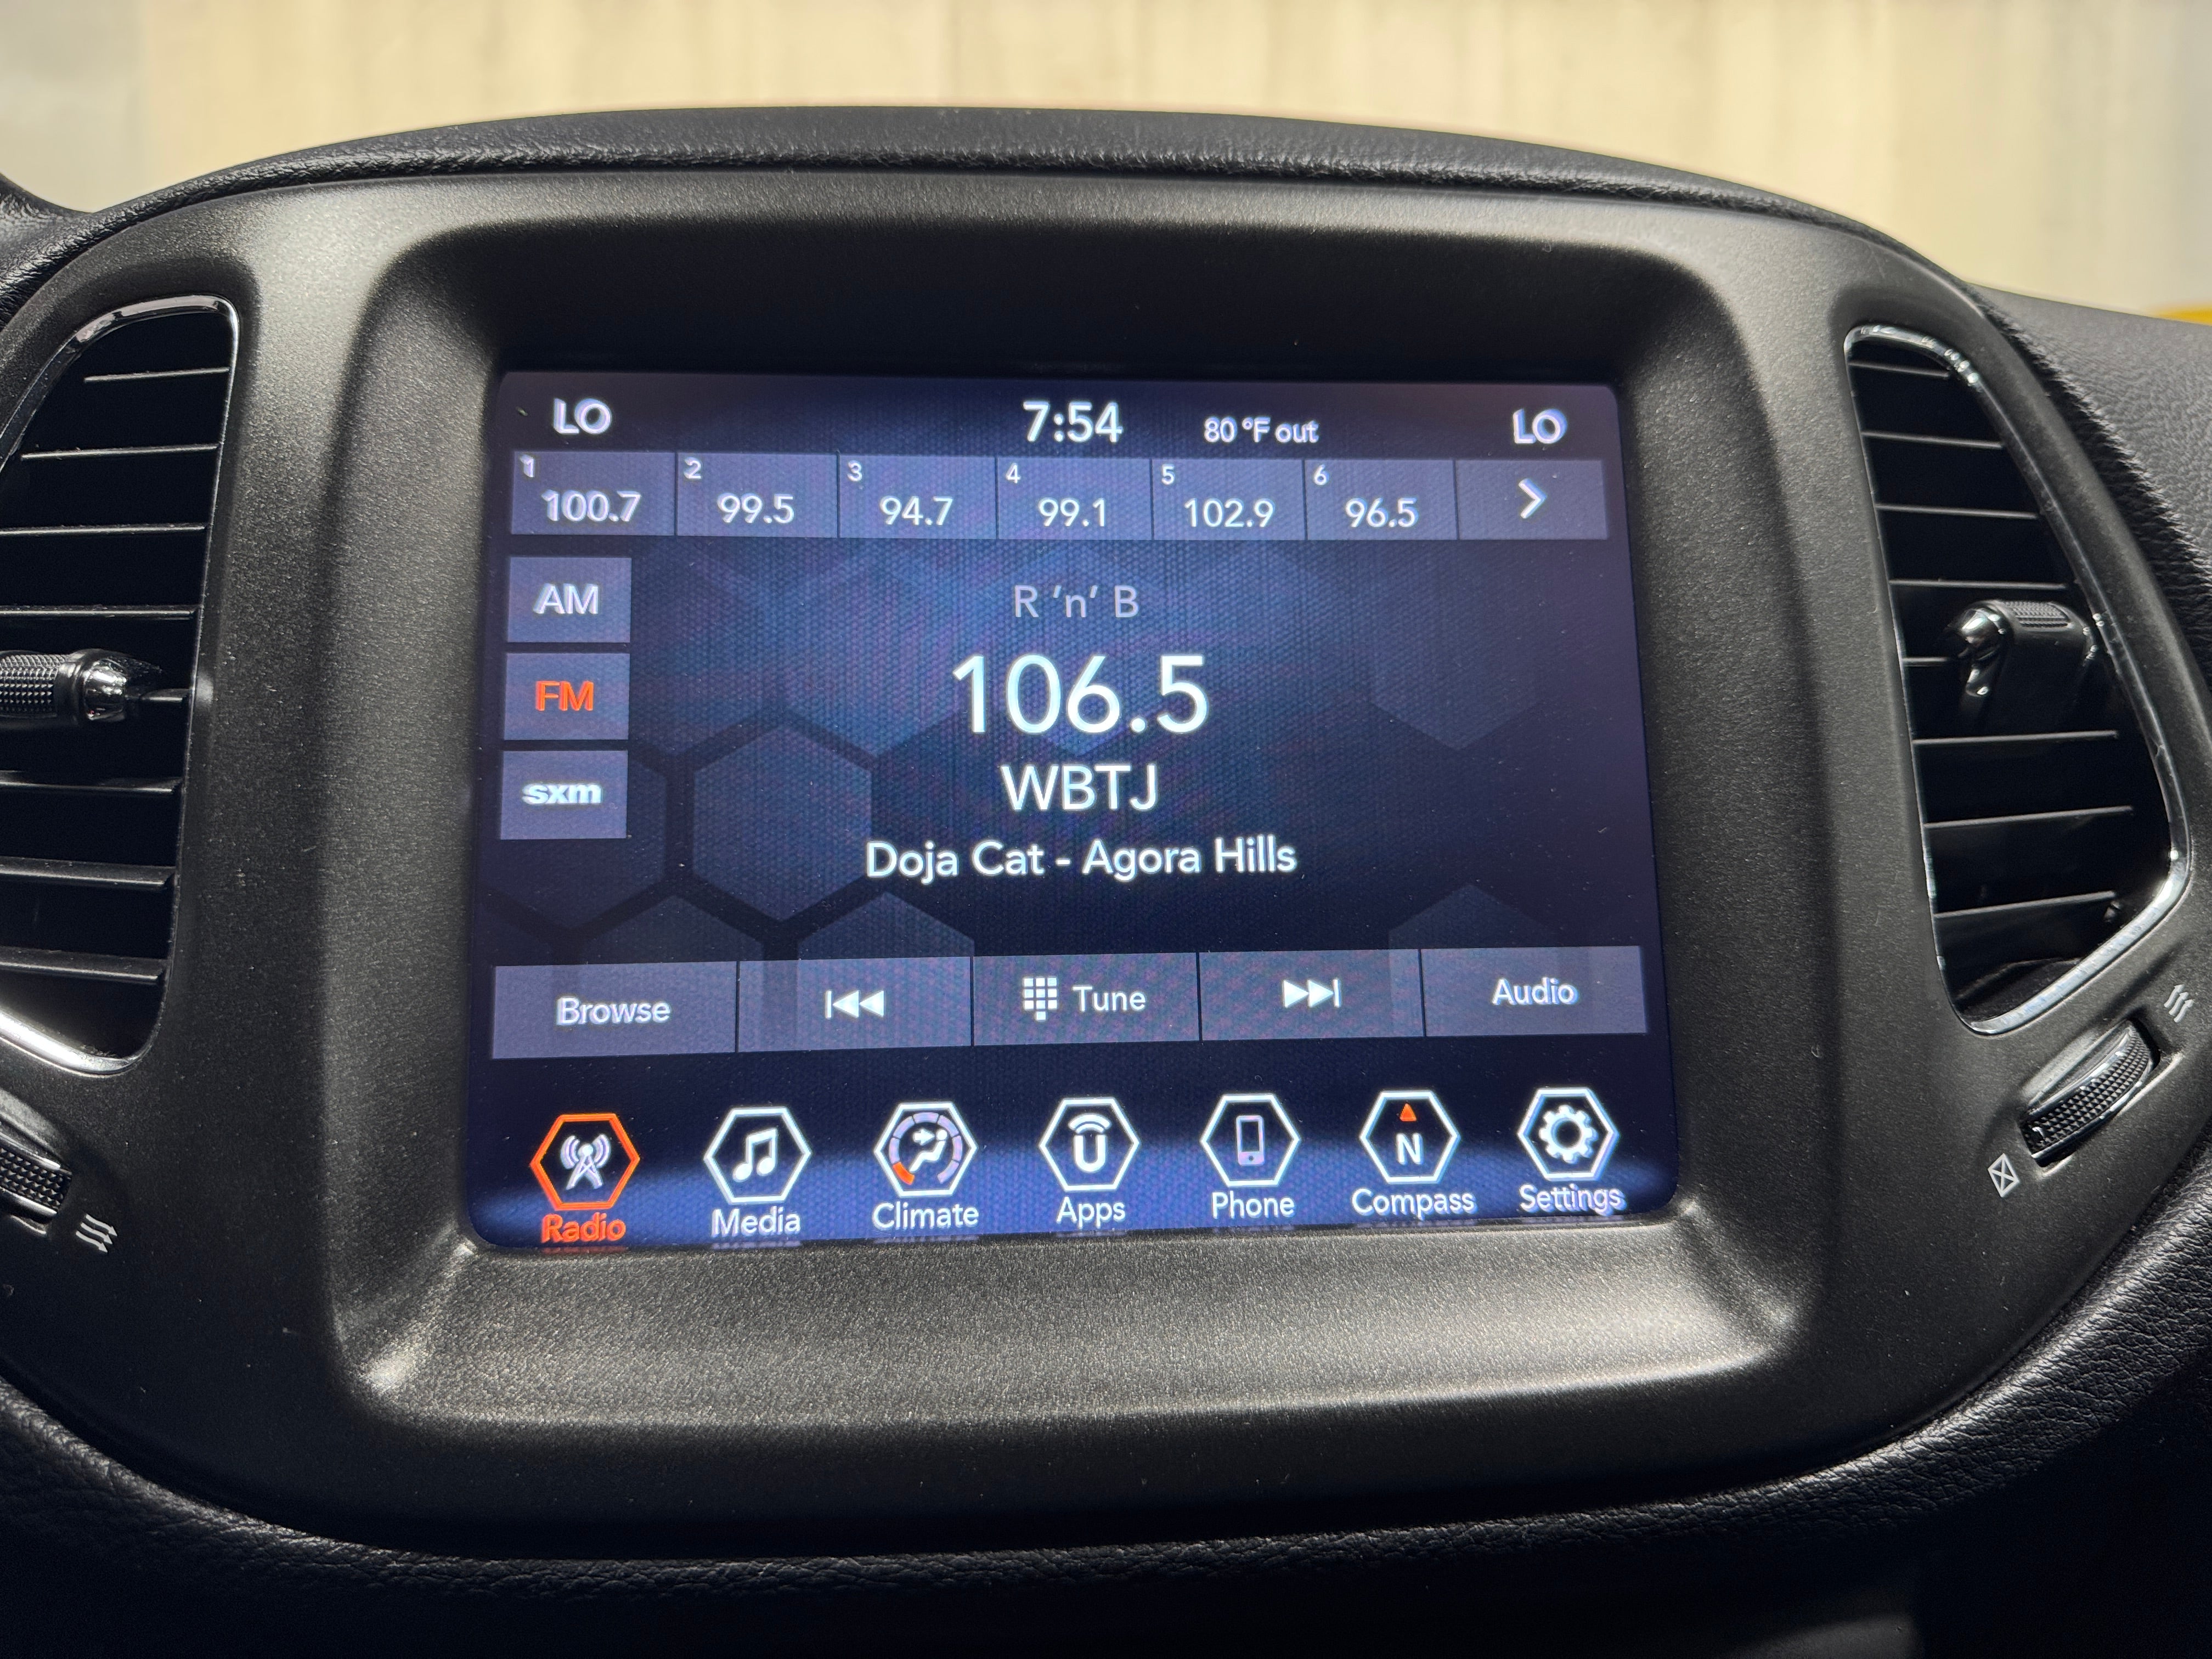 LO 7:54 80 °F out LO
1 2 3 4 5 6
100.7 99.5 94.7 99.1 102.9 96.5
AM
R 'n' B
FM
106.5
sxm
WBTJ
Doja Cat - Agora Hills
Browse Tune Audio
N
Radio Media Climate Apps Phone Compass Settings